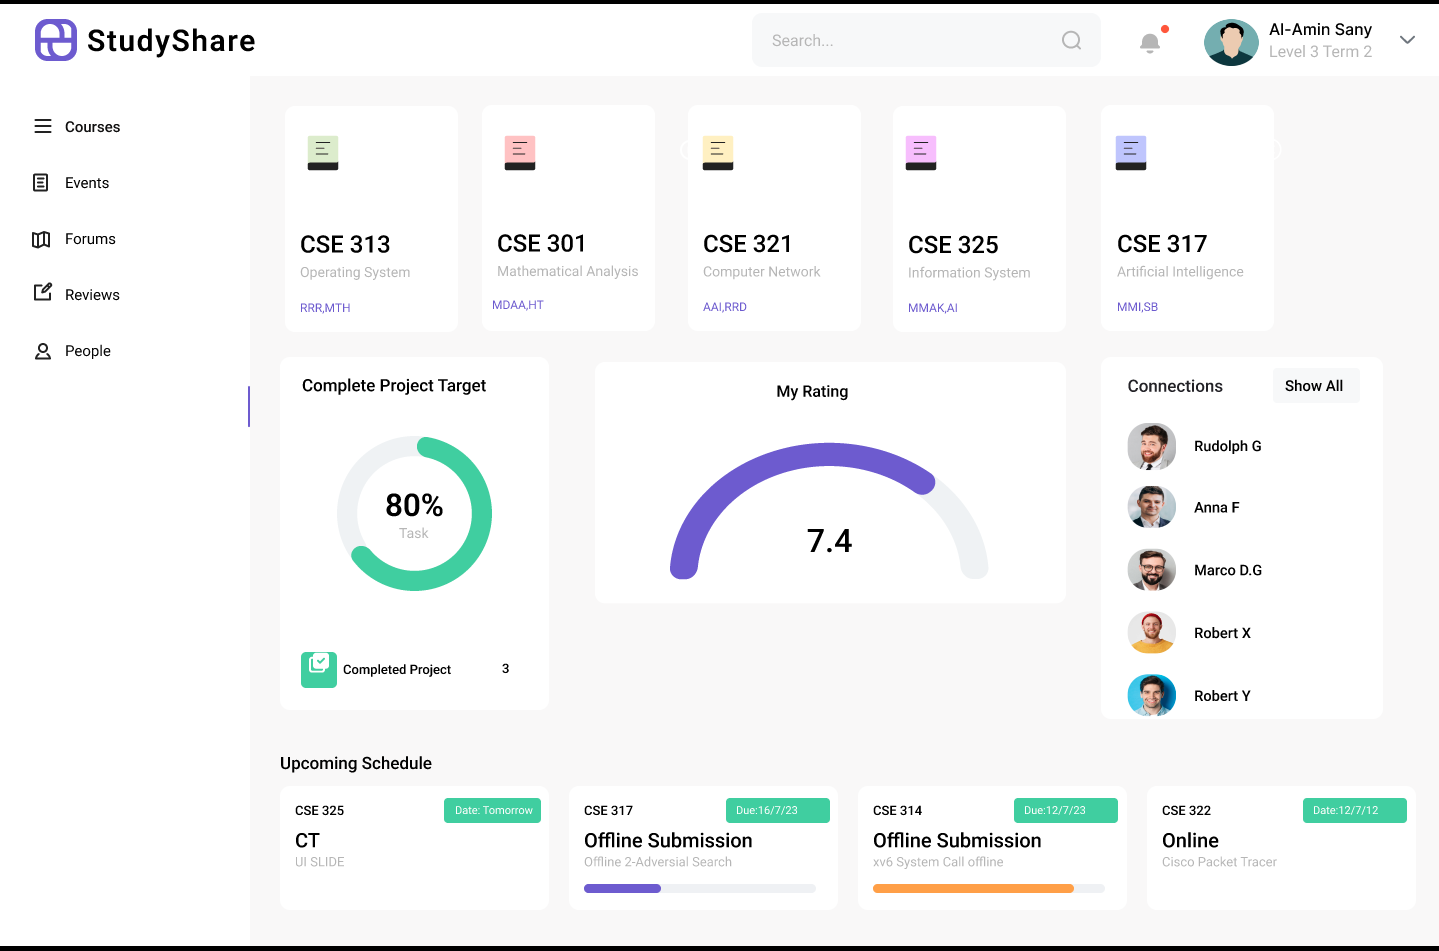 StudyShare
Search...
Al-Amin Sany
Level 3 Term 2
Courses
Events
Forums
Reviews
People
CSE 313
Operating System
RRR,MTH
CSE 301
Mathematical Analysis
MDAA,HT
CSE 321
Computer Network
AAI,RRD
CSE 325
Information System
MMAK,AI
CSE 317
Artificial Intelligence
MMI,SB
Complete Project Target
80%
Task
Completed Project 3
My Rating
7.4
Connections
Show All
Rudolph G
Anna F
Marco D.G
Robert X
Robert Y
Upcoming Schedule
CSE 325
Date: Tomorrow
CT
UI SLIDE
CSE 317
Due:16/7/23
Offline Submission
Offline 2-Adversial Search
CSE 314
Due:12/7/23
Offline Submission
xv6 System Call offline
CSE 322
Date:12/7/12
Online
Cisco Packet Tracer